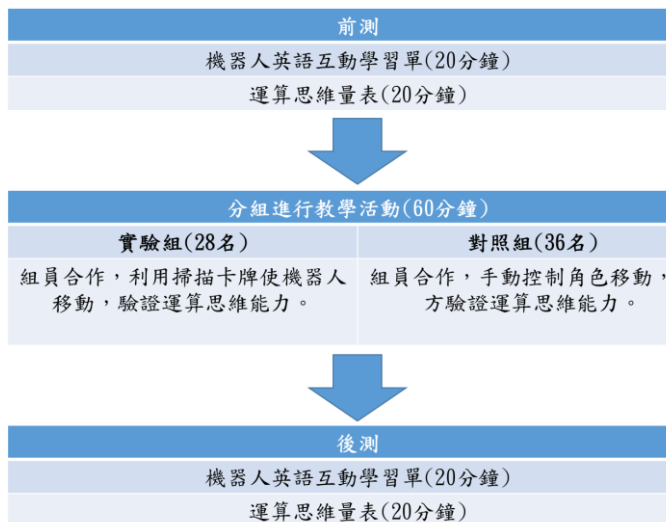 前測
機器人英語互動學習單(20分鐘)
運算思維量表(20分鐘)
分組進行教學活動(60分鐘)
實驗組(28名)
組員合作，利用掃描卡牌使機器人
移動，驗證運算思維能力。
對照組(36名)
組員合作，手動控制角色移動，
方驗證運算思維能力。
後測
機器人英語互動學習單(20分鐘)
運算思維量表(20分鐘)